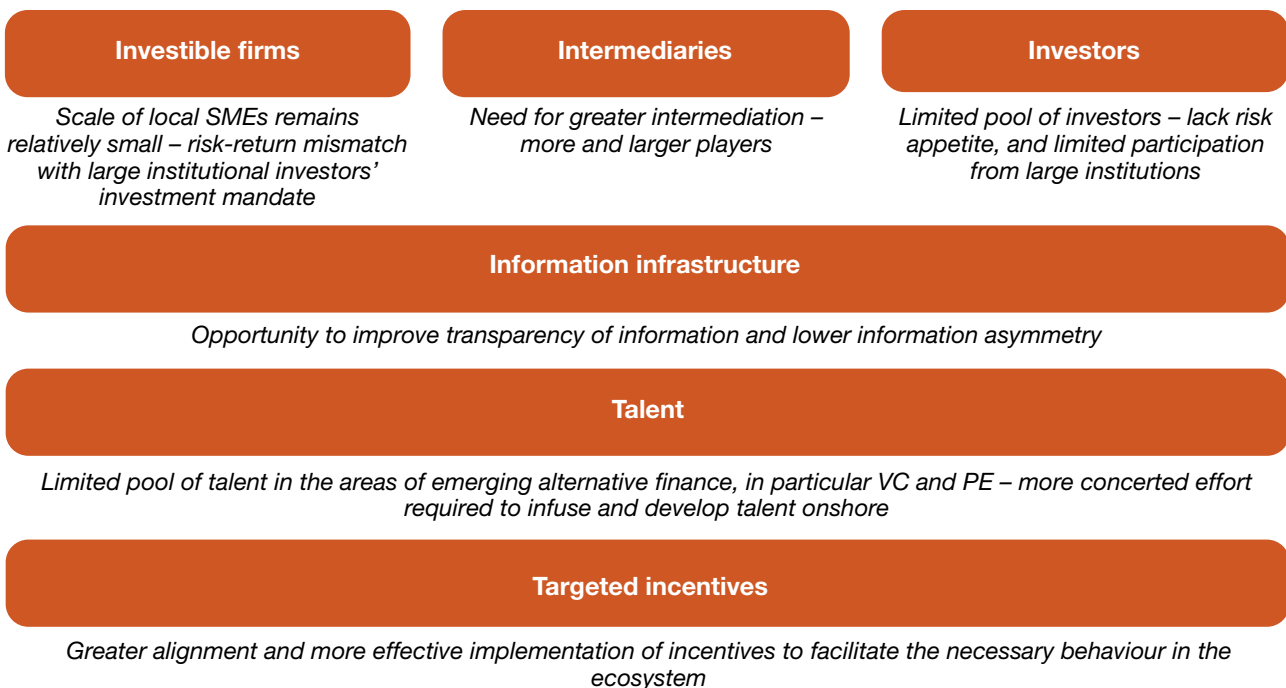 Investible firms
Scale of local SMEs remains
relatively small – risk-return mismatch
with large institutional investors’
investment mandate
Intermediaries
Need for greater intermediation –
more and larger players
Investors
Limited pool of investors – lack risk
appetite, and limited participation
from large institutions
Information infrastructure
Opportunity to improve transparency of information and lower information asymmetry
Talent
Limited pool of talent in the areas of emerging alternative finance, in particular VC and PE – more concerted effort
required to infuse and develop talent onshore
Targeted incentives
Greater alignment and more effective implementation of incentives to facilitate the necessary behaviour in the
ecosystem